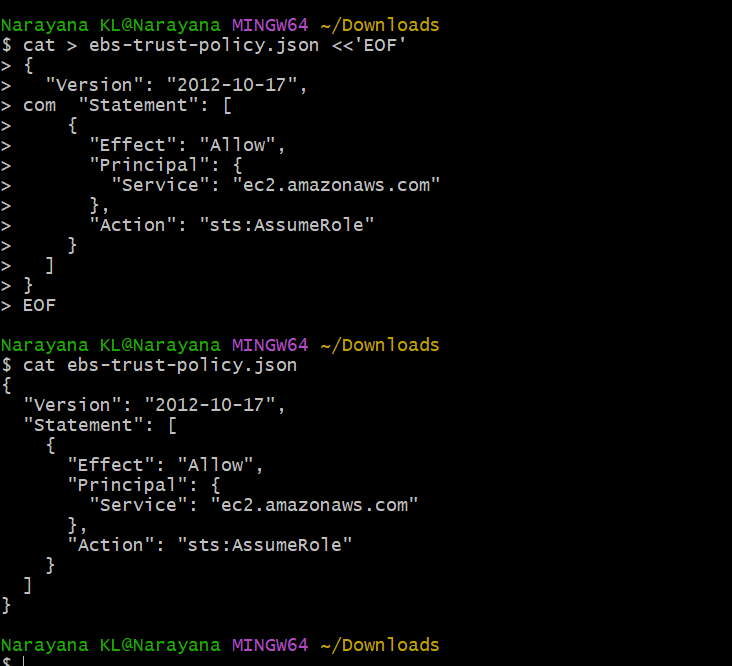 Narayana KL@Narayana MINGW64 ~/Downloads
$ cat > ebs-trust-policy.json <<'EOF'
> {
>   "Version": "2012-10-17",
> com  "Statement": [
>     {
>       "Effect": "Allow",
>       "Principal": {
>         "Service": "ec2.amazonaws.com"
>       },
>       "Action": "sts:AssumeRole"
>     }
>   ]
> }
> EOF
Narayana KL@Narayana MINGW64 ~/Downloads
$ cat ebs-trust-policy.json
{
  "Version": "2012-10-17",
  "Statement": [
    {
      "Effect": "Allow",
      "Principal": {
        "Service": "ec2.amazonaws.com"
      },
      "Action": "sts:AssumeRole"
    }
  ]
}
Narayana KL@Narayana MINGW64 ~/Downloads
$